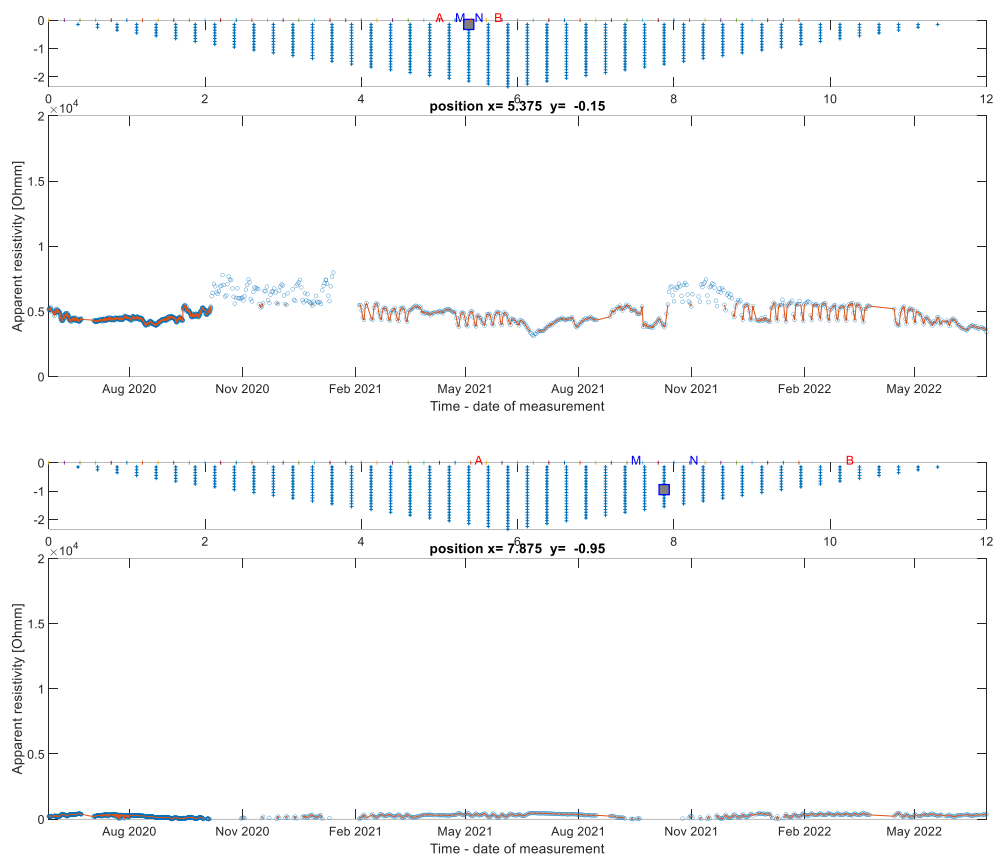 A M N B
0
-1
-2
0 2 4 6 8 10 12
×10^4
position x= 5.375 y= -0.15
2
1.5
1
0.5
0
Apparent resistivity [Ohmm]
Aug 2020 Nov 2020 Feb 2021 May 2021 Aug 2021 Nov 2021 Feb 2022 May 2022
Time - date of measurement
A M N B
0
-1
-2
0 2 4 6 8 10 12
×10^4
position x= 7.875 y= -0.95
2
1.5
1
0.5
0
Apparent resistivity [Ohmm]
Aug 2020 Nov 2020 Feb 2021 May 2021 Aug 2021 Nov 2021 Feb 2022 May 2022
Time - date of measurement